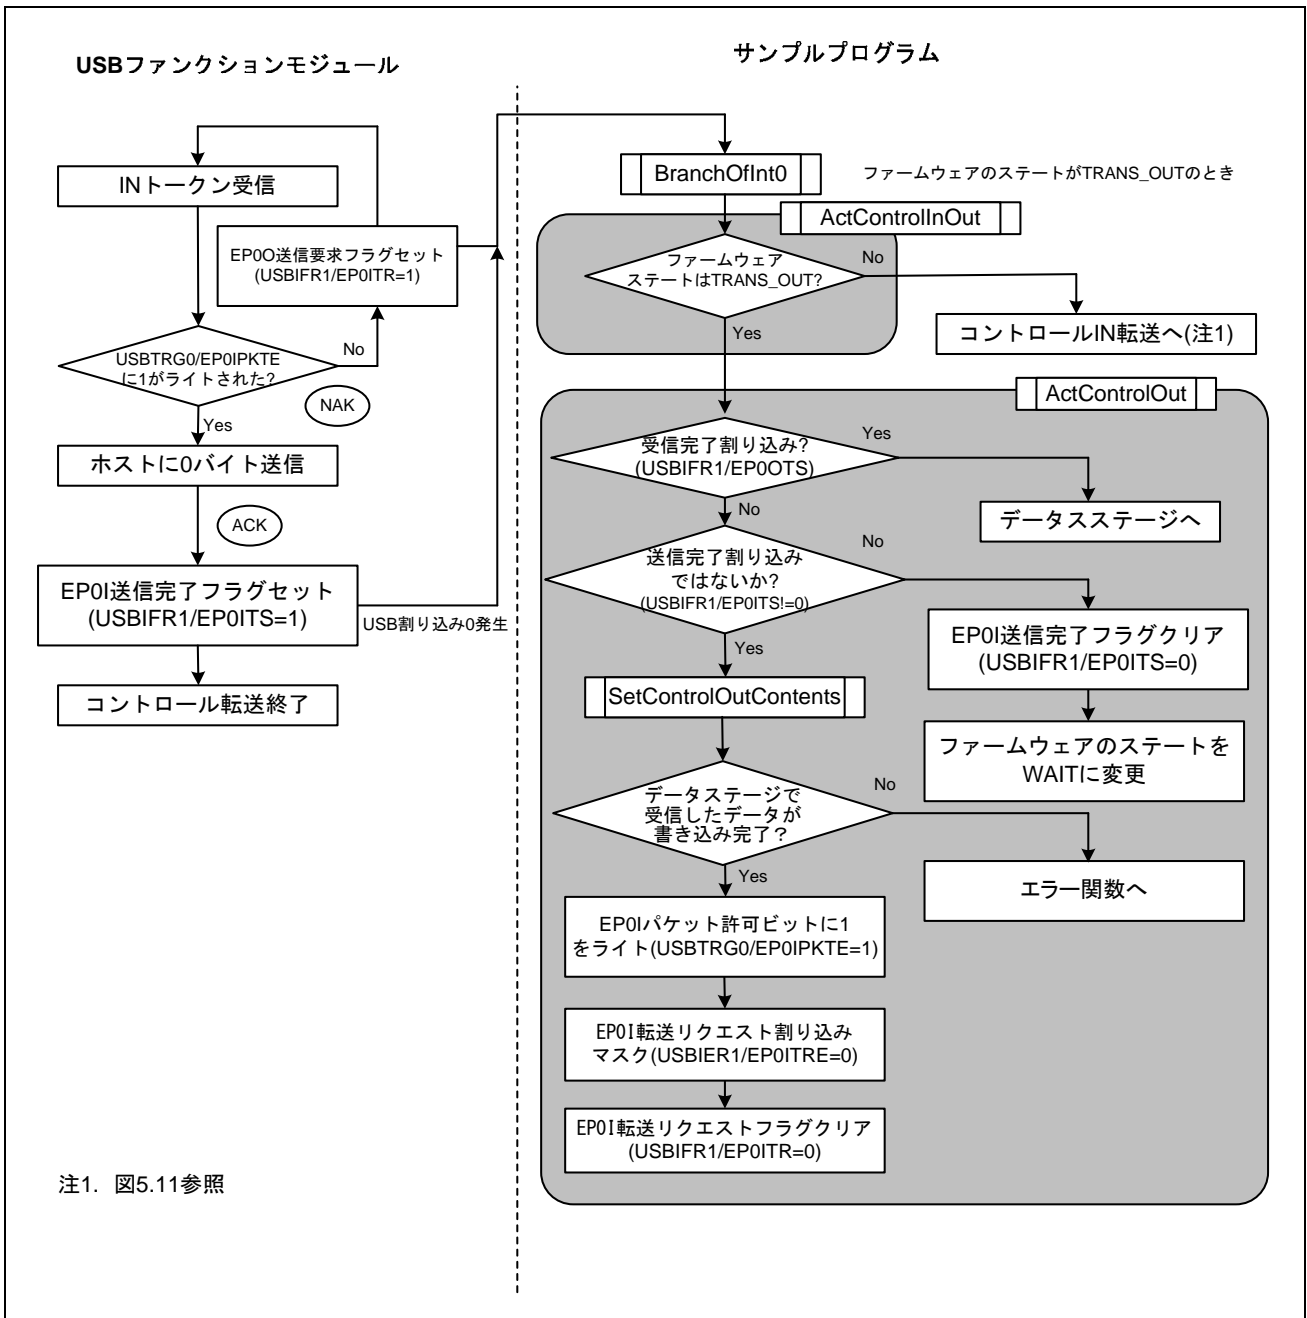 USBファンクションモジュール
INトークン受信
EP0O送信要求フラグセット
(USBIFR1/EP0ITR=1)
USBTRG0/EP0IPKTE
に1がライトされた?
No
NAK
Yes
ホストに0バイト送信
ACK
EP0I送信完了フラグセット
(USBIFR1/EP0ITS=1)
USB割り込み0発生
コントロール転送終了
注1. 図5.11参照
サンプルプログラム
BranchOfInt0
ファームウェアのステートがTRANS_OUTのとき
ActControlInOut
ファームウェア
ステートはTRANS_OUT?
No
コントロールIN転送へ(注1)
Yes
ActControlOut
受信完了割り込み?
(USBIFR1/EP0OTS)
Yes
データスステージへ
No
送信完了割り込み
ではないか?
(USBIFR1/EP0ITS!=0)
No
EP0I送信完了フラグクリア
(USBIFR1/EP0ITS=0)
ファームウェアのステートを
WAITに変更
Yes
SetControlOutContents
データステージで
受信したデータが
書き込み完了？
No
エラー関数へ
Yes
EP0Iパケット許可ビットに1
をライト(USBTRG0/EP0IPKTE=1)
EP0I転送リクエスト割り込み
マスク(USBIER1/EP0ITRE=0)
EP0I転送リクエストフラグクリア
(USBIFR1/EP0ITR=0)